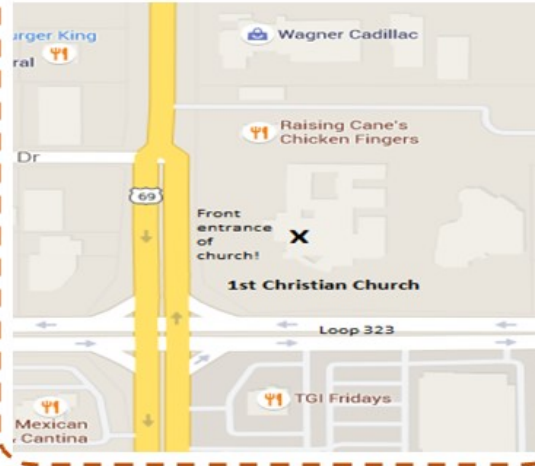 urger King
ral
Wagner Cadillac
Raising Cane's
Chicken Fingers
Dr
69
Front
entrance
of
church!
X
1st Christian Church
Loop 323
TGI Fridays
Mexican
Cantina